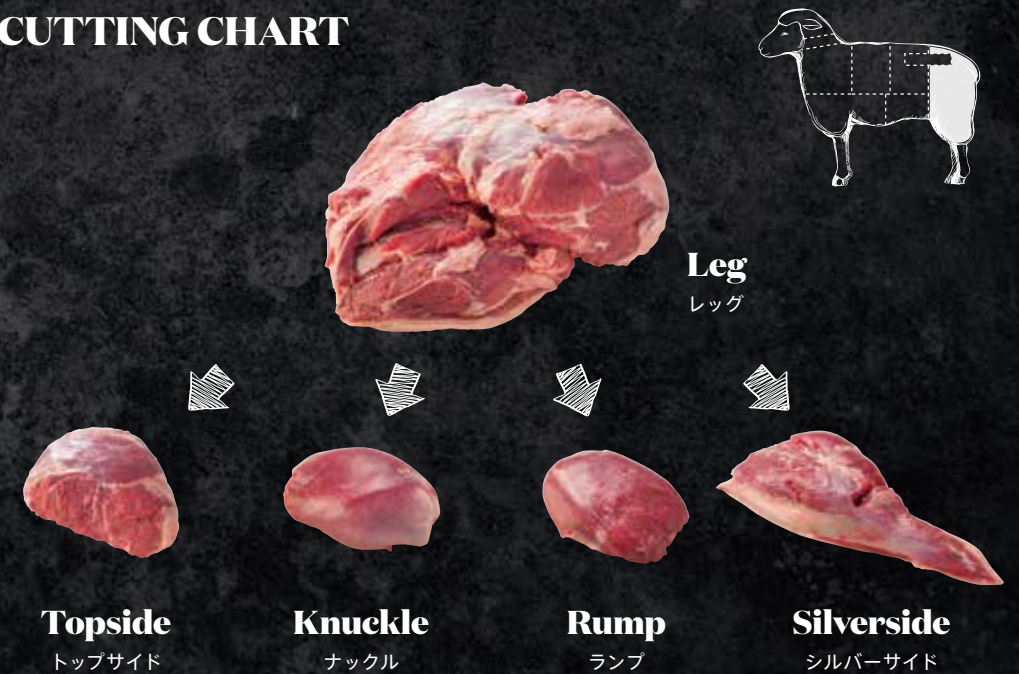 CUTTING CHART
Leg
レッグ
Topside
トップサイド
Knuckle
ナックル
Rump
ランプ
Silverside
シルバーサイド